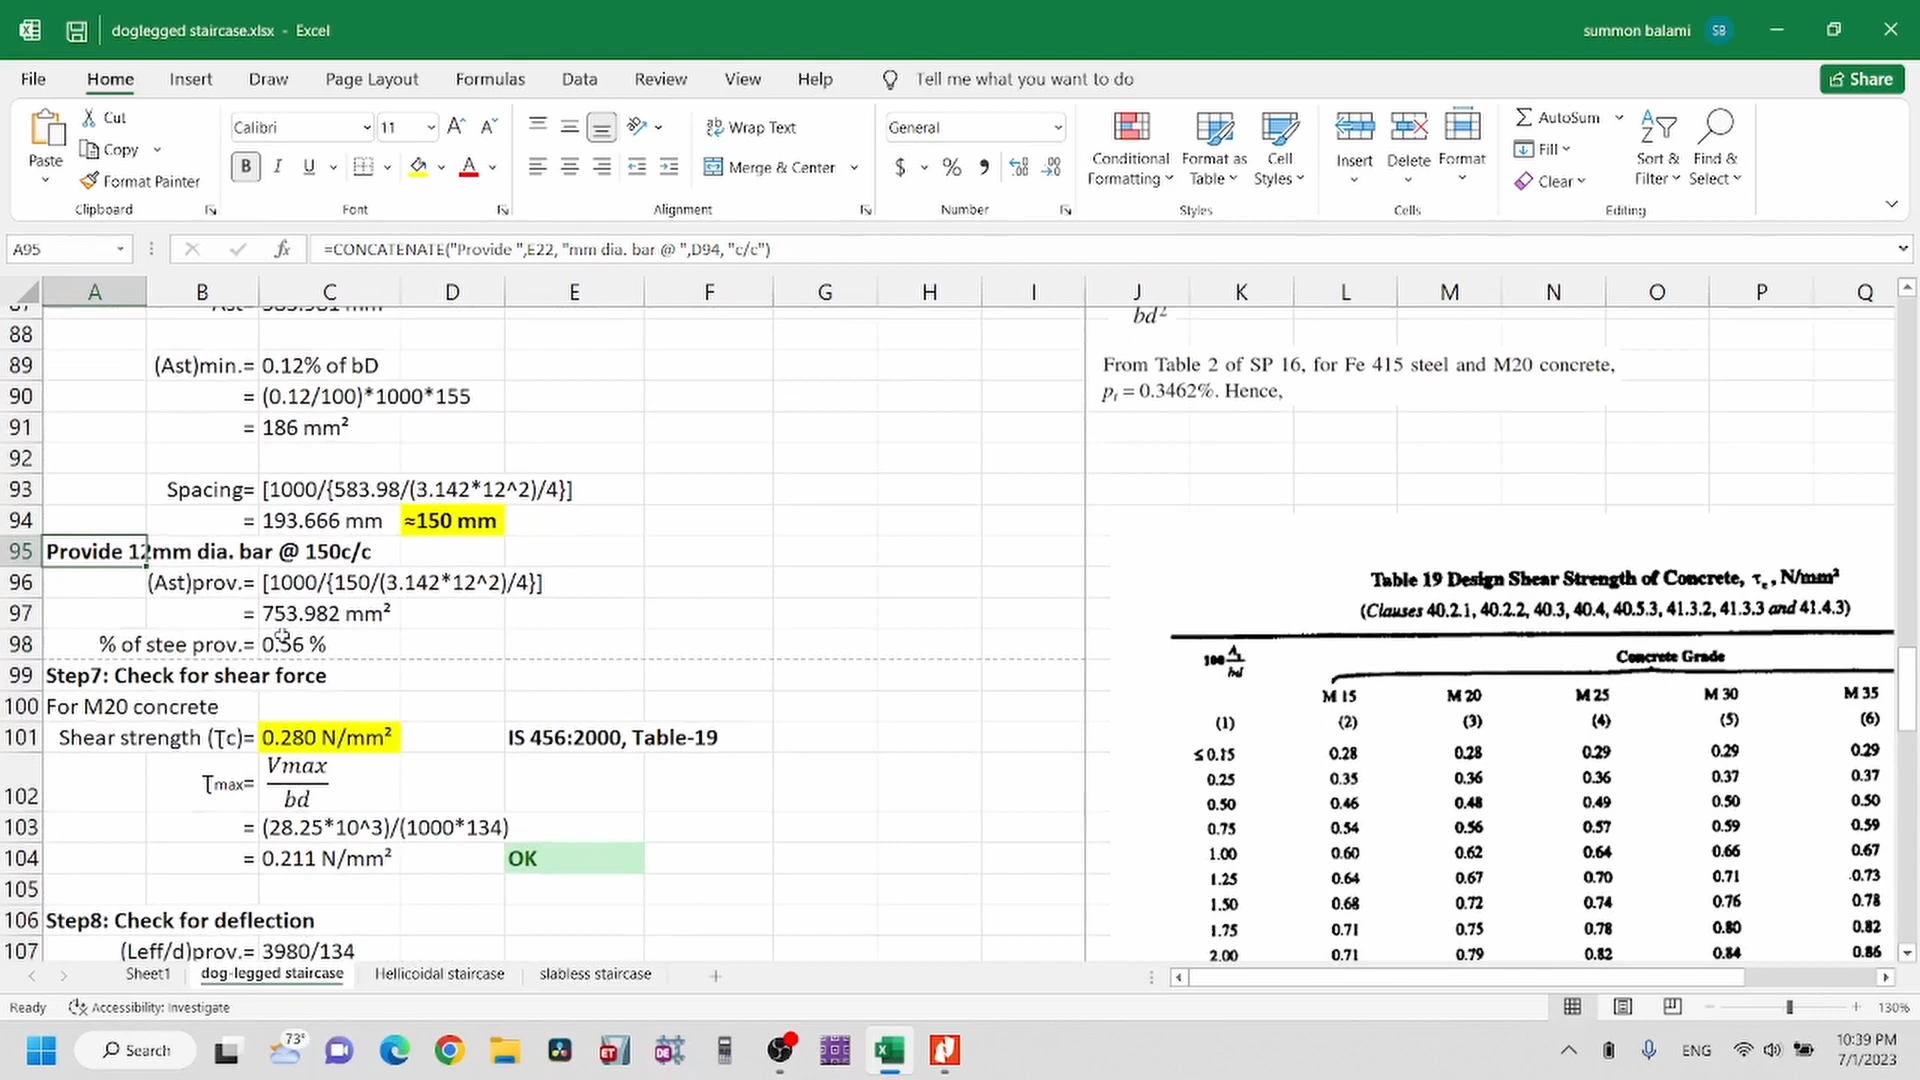 doglegged staircase.xlsx - Excel
summon balami
SB
File Home Insert Draw Page Layout Formulas Data Review View Help Tell me what you want to do Share
Paste
Cut
Copy
Format Painter
Clipboard
Calibri 11
Font
Wrap Text
Merge & Center
Alignment
General
Number
Conditional Formatting
Format as Table
Cell Styles
Styles
Insert
Delete
Format
Cells
AutoSum
Fill
Clear
Sort & Filter
Find & Select
Editing
A95
fx
=CONCATENATE("Provide ",E22, "mm dia. bar @ ",D94, "c/c")
A B C D E F G H I J K L M N O P Q
88
89 (Ast)min.= 0.12% of bD
90 = (0.12/100)*1000*155
91 = 186 mm²
92
93 Spacing= [1000/{583.98/(3.142*12^2)/4}]
94 = 193.666 mm ≈150 mm
95 Provide 12mm dia. bar @ 150c/c
96 (Ast)prov.= [1000/{150/(3.142*12^2)/4}]
97 = 753.982 mm²
98 % of stee prov.= 0.56 %
99 Step7: Check for shear force
100 For M20 concrete
101 Shear strength (Ʈc)= 0.280 N/mm² IS 456:2000, Table-19
102 Ʈmax= Vmax
bd
103 = (28.25*10^3)/(1000*134)
104 = 0.211 N/mm² OK
105
106 Step8: Check for deflection
107 (Leff/d)prov.= 3980/134
bd²
From Table 2 of SP 16, for Fe 415 steel and M20 concrete,
pt = 0.3462%. Hence,
Table 19 Design Shear Strength of Concrete, τc, N/mm²
(Clauses 40.2.1, 40.2.2, 40.3, 40.4, 40.5.3, 41.3.2, 41.3.3 and 41.4.3)
100 As/bd Concrete Grade
M 15 M 20 M 25 M 30 M 35
(1) (2) (3) (4) (5) (6)
≤ 0.15 0.28 0.28 0.29 0.29 0.29
0.25 0.35 0.36 0.36 0.37 0.37
0.50 0.46 0.48 0.49 0.50 0.50
0.75 0.54 0.56 0.57 0.59 0.59
1.00 0.60 0.62 0.64 0.66 0.67
1.25 0.64 0.67 0.70 0.71 0.73
1.50 0.68 0.72 0.74 0.76 0.78
1.75 0.71 0.75 0.78 0.80 0.82
2.00 0.71 0.79 0.82 0.84 0.86
Sheet1 dog-legged staircase Hellicoidal staircase slabless staircase
Ready Accessibility: Investigate 130%
Search
73°
ENG
10:39 PM
7/1/2023